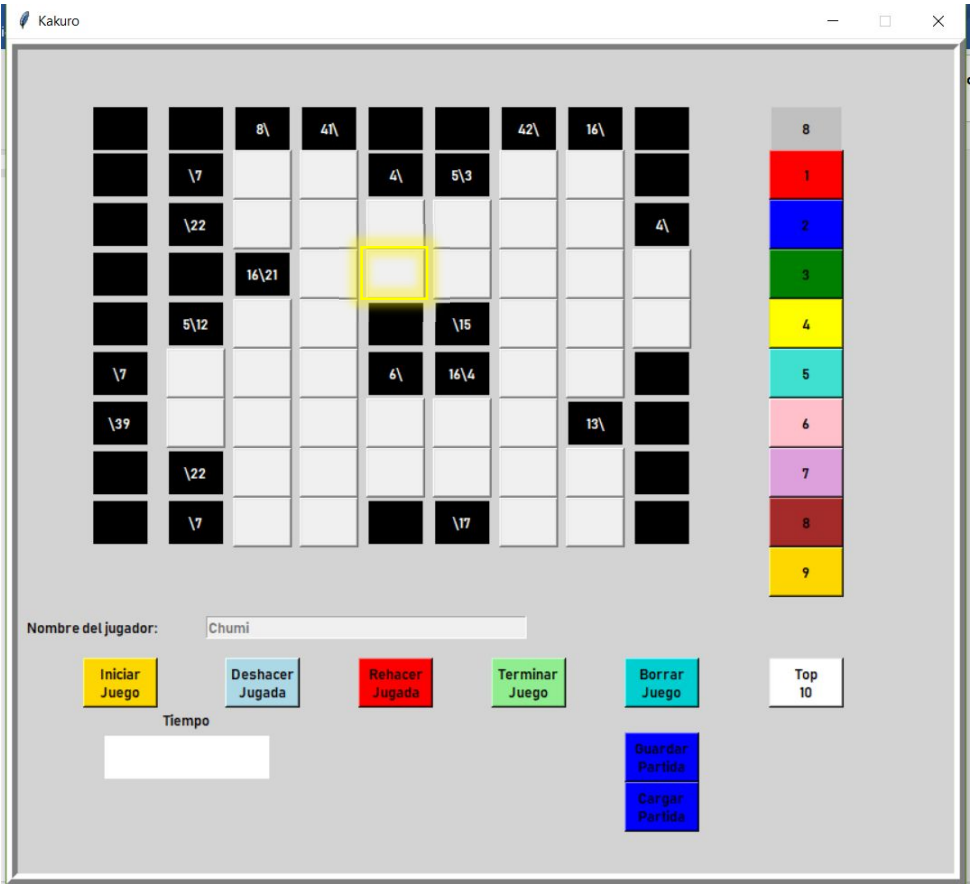 Kakuro
8\ 41\ 42\ 16\ 8
\7 4\ 5\3 1
\22 4\ 2
16\21 3
5\12 \15 4
\7 6\ 16\4 5
\39 13\ 6
\22 7
\7 \17 8
9
Nombre del jugador: Chumi
Iniciar
Juego
Deshacer
Jugada
Rehacer
Jugada
Terminar
Juego
Borrar
Juego
Top
10
Tiempo
Guardar
Partida
Cargar
Partida